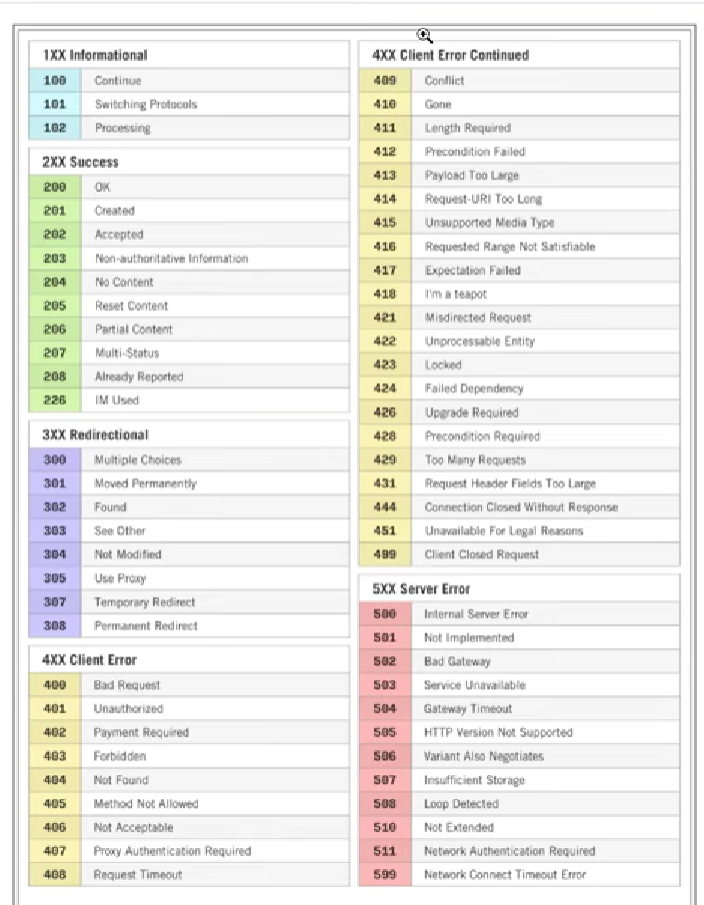 1XX Informational
100 Continue
101 Switching Protocols
102 Processing
2XX Success
200 OK
201 Created
202 Accepted
203 Non-authoritative Information
204 No Content
205 Reset Content
206 Partial Content
207 Multi-Status
208 Already Reported
226 IM Used
3XX Redirectional
300 Multiple Choices
301 Moved Permanently
302 Found
303 See Other
304 Not Modified
305 Use Proxy
307 Temporary Redirect
308 Permanent Redirect
4XX Client Error
400 Bad Request
401 Unauthorized
402 Payment Required
403 Forbidden
404 Not Found
405 Method Not Allowed
406 Not Acceptable
407 Proxy Authentication Required
408 Request Timeout
4XX Client Error Continued
409 Conflict
410 Gone
411 Length Required
412 Precondition Failed
413 Payload Too Large
414 Request-URI Too Long
415 Unsupported Media Type
416 Requested Range Not Satisfiable
417 Expectation Failed
418 I'm a teapot
421 Misdirected Request
422 Unprocessable Entity
423 Locked
424 Failed Dependency
426 Upgrade Required
428 Precondition Required
429 Too Many Requests
431 Request Header Fields Too Large
444 Connection Closed Without Response
451 Unavailable For Legal Reasons
499 Client Closed Request
5XX Server Error
500 Internal Server Error
501 Not Implemented
502 Bad Gateway
503 Service Unavailable
504 Gateway Timeout
505 HTTP Version Not Supported
506 Variant Also Negotiates
507 Insufficient Storage
508 Loop Detected
510 Not Extended
511 Network Authentication Required
599 Network Connect Timeout Error